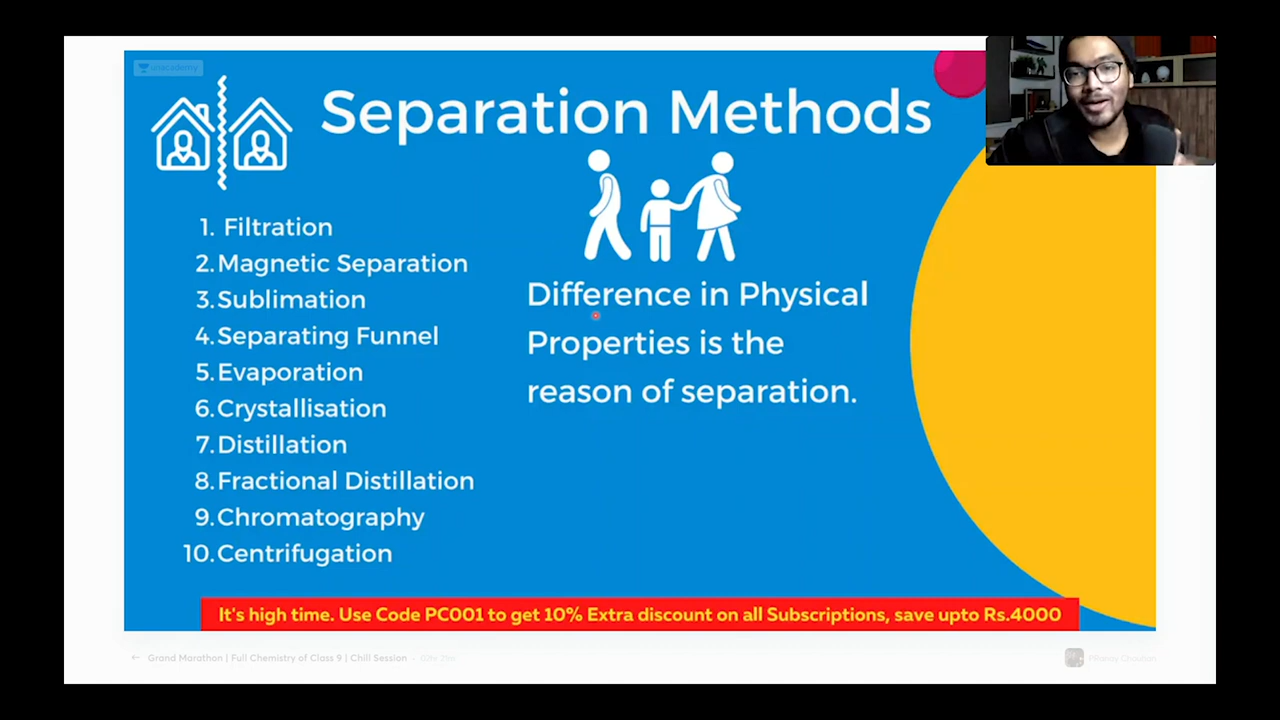 unacademy
Separation Methods
1. Filtration
2. Magnetic Separation
3. Sublimation
4. Separating Funnel
5. Evaporation
6. Crystallisation
7. Distillation
8. Fractional Distillation
9. Chromatography
10. Centrifugation
Difference in Physical
Properties is the
reason of separation.
It's high time. Use Code PC001 to get 10% Extra discount on all Subscriptions, save upto Rs.4000
Grand Marathon | Full Chemistry of Class 9 | Chill Session